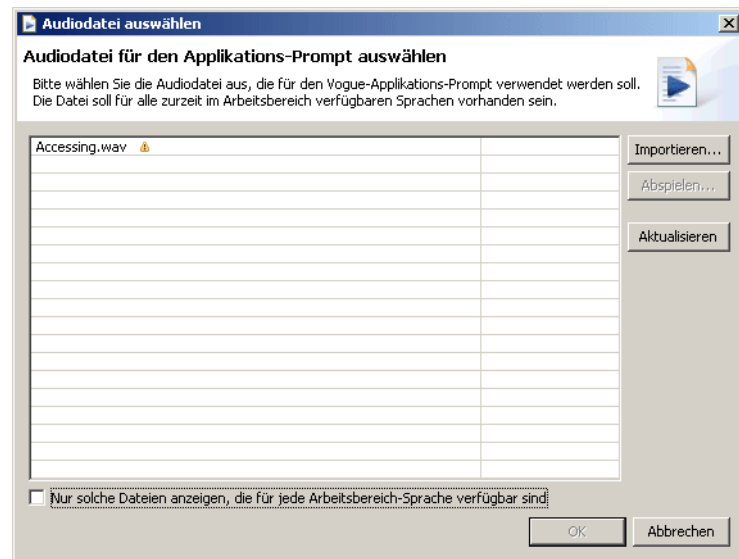 Audiodatei auswählen
Audiodatei für den Applikations-Prompt auswählen
Bitte wählen Sie die Audiodatei aus, die für den Vogue-Applikations-Prompt verwendet werden soll.
Die Datei soll für alle zurzeit im Arbeitsbereich verfügbaren Sprachen vorhanden sein.
Accessing.wav
Importieren...
Abspielen...
Aktualisieren
Nur solche Dateien anzeigen, die für jede Arbeitsbereich-Sprache verfügbar sind
OK
Abbrechen